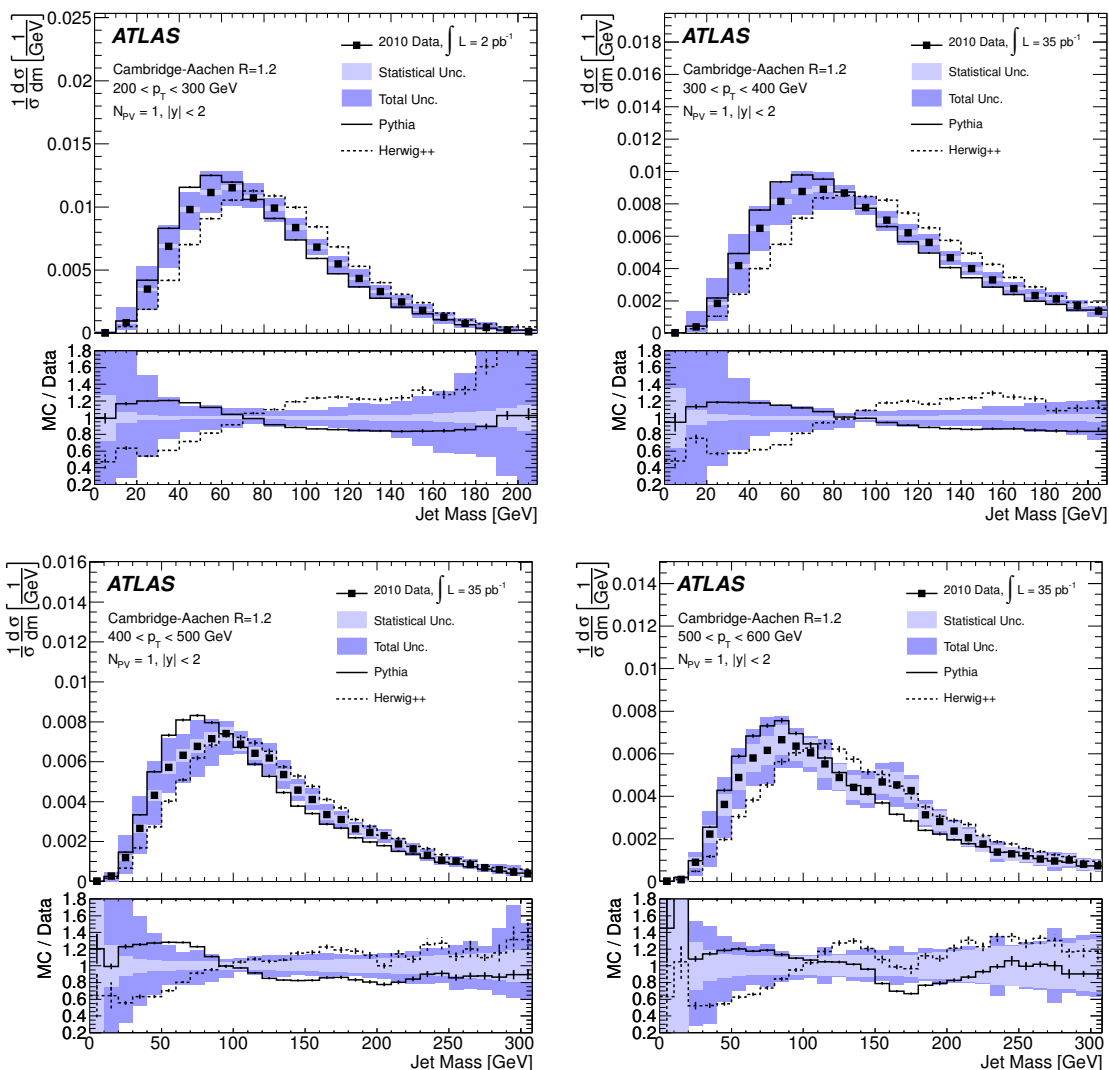 ATLAS
Cambridge-Aachen R=1.2
200 < p_T < 300 GeV
N_PV = 1, |y| < 2
2010 Data, ∫ L = 2 pb⁻¹
Statistical Unc.
Total Unc.
Pythia
Herwig++
1/σ dσ/dm [1/GeV]
0.025
0.02
0.015
0.01
0.005
0
MC / Data
1.8
1.6
1.4
1.2
1
0.8
0.6
0.4
0.2
0 20 40 60 80 100 120 140 160 180 200
Jet Mass [GeV]
ATLAS
Cambridge-Aachen R=1.2
300 < p_T < 400 GeV
N_PV = 1, |y| < 2
2010 Data, ∫ L = 35 pb⁻¹
Statistical Unc.
Total Unc.
Pythia
Herwig++
1/σ dσ/dm [1/GeV]
0.018
0.016
0.014
0.012
0.01
0.008
0.006
0.004
0.002
0
MC / Data
1.8
1.6
1.4
1.2
1
0.8
0.6
0.4
0.2
0 20 40 60 80 100 120 140 160 180 200
Jet Mass [GeV]
ATLAS
Cambridge-Aachen R=1.2
400 < p_T < 500 GeV
N_PV = 1, |y| < 2
2010 Data, ∫ L = 35 pb⁻¹
Statistical Unc.
Total Unc.
Pythia
Herwig++
1/σ dσ/dm [1/GeV]
0.016
0.014
0.012
0.01
0.008
0.006
0.004
0.002
0
MC / Data
1.8
1.6
1.4
1.2
1
0.8
0.6
0.4
0.2
0 50 100 150 200 250 300
Jet Mass [GeV]
ATLAS
Cambridge-Aachen R=1.2
500 < p_T < 600 GeV
N_PV = 1, |y| < 2
2010 Data, ∫ L = 35 pb⁻¹
Statistical Unc.
Total Unc.
Pythia
Herwig++
1/σ dσ/dm [1/GeV]
0.014
0.012
0.01
0.008
0.006
0.004
0.002
0
MC / Data
1.8
1.6
1.4
1.2
1
0.8
0.6
0.4
0.2
0 50 100 150 200 250 300
Jet Mass [GeV]